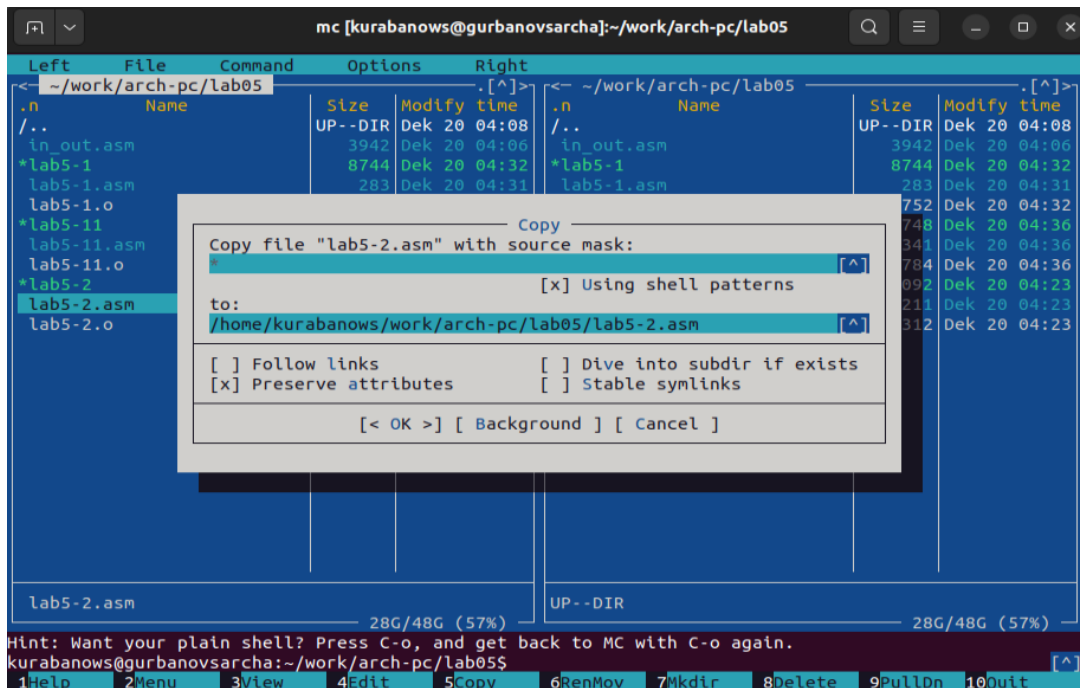 mc [kurabanows@gurbanovsarcha]:~/work/arch-pc/lab05
Left File Command Options Right
<─ ~/work/arch-pc/lab05 ─.[^]> <─ ~/work/arch-pc/lab05 ─.[^]>
.n Name Size Modify time .n Name Size Modify time
/.. UP--DIR Dek 20 04:08 /.. UP--DIR Dek 20 04:08
in_out.asm 3942 Dek 20 04:06 in_out.asm 3942 Dek 20 04:06
*lab5-1 8744 Dek 20 04:32 *lab5-1 8744 Dek 20 04:32
lab5-1.asm 283 Dek 20 04:31 lab5-1.asm 283 Dek 20 04:31
lab5-1.o 752 Dek 20 04:32
*lab5-11 Copy 748 Dek 20 04:36
lab5-11.asm Copy file "lab5-2.asm" with source mask: 341 Dek 20 04:36
lab5-11.o * [^] 784 Dek 20 04:36
*lab5-2 [x] Using shell patterns 092 Dek 20 04:23
lab5-2.asm to: 211 Dek 20 04:23
lab5-2.o /home/kurabanows/work/arch-pc/lab05/lab5-2.asm [^] 312 Dek 20 04:23
[ ] Follow links [ ] Dive into subdir if exists
[x] Preserve attributes [ ] Stable symlinks
[< OK >] [ Background ] [ Cancel ]
lab5-2.asm UP--DIR
28G/48G (57%) 28G/48G (57%)
Hint: Want your plain shell? Press C-o, and get back to MC with C-o again.
kurabanows@gurbanovsarcha:~/work/arch-pc/lab05$ [^]
1Help 2Menu 3View 4Edit 5Copy 6RenMov 7Mkdir 8Delete 9PullDn 10Quit